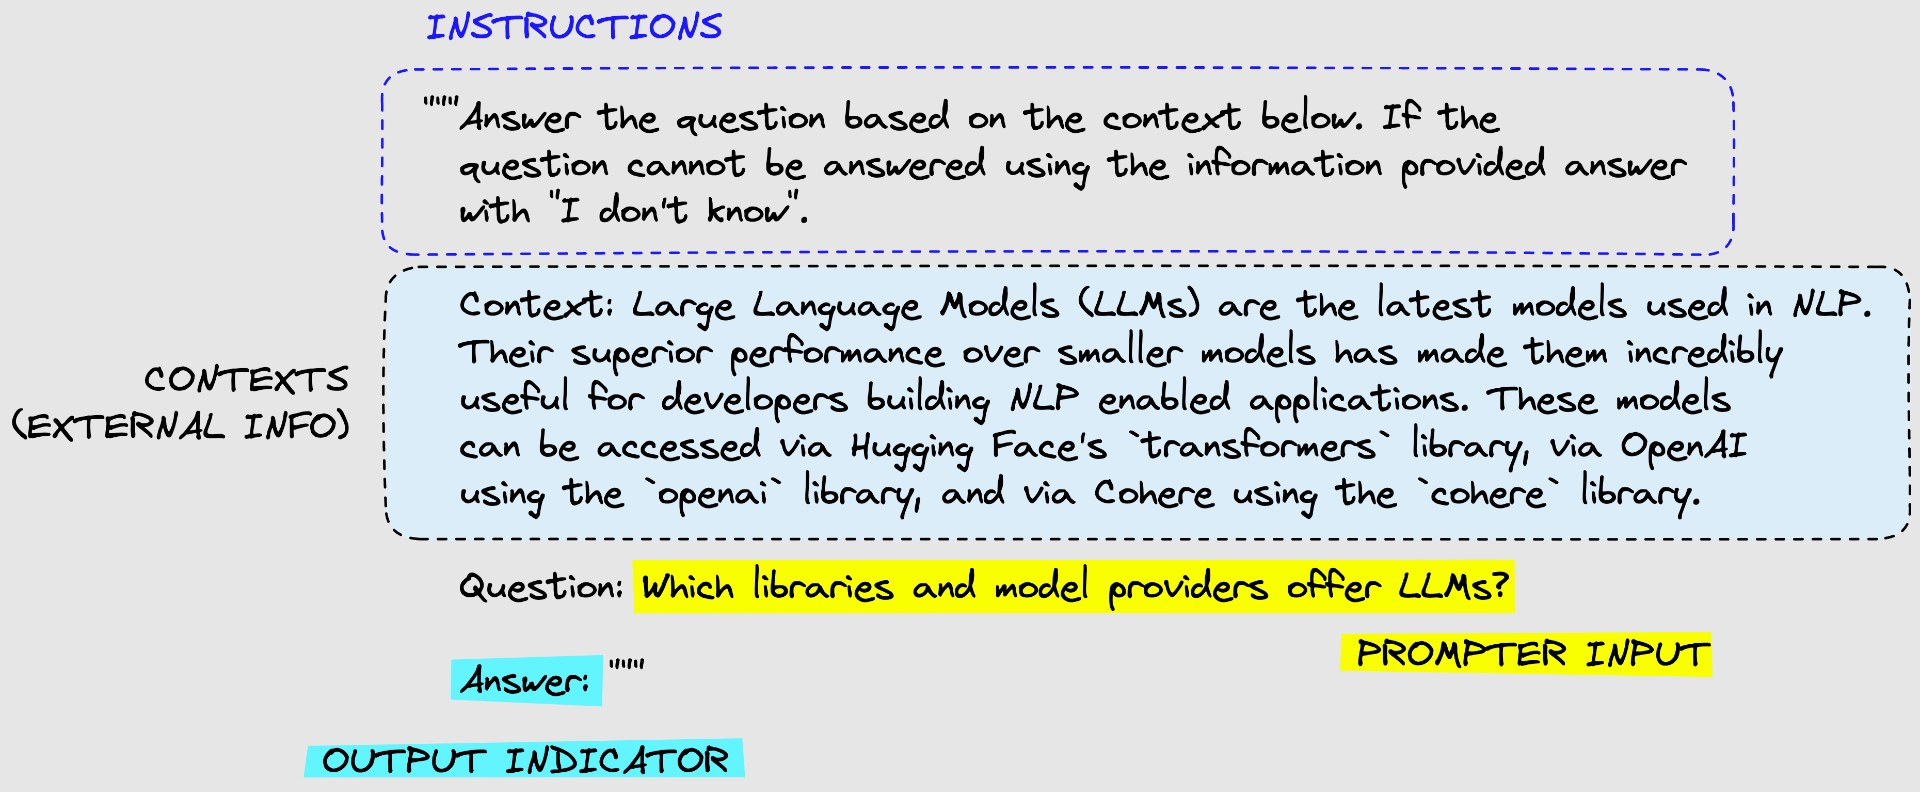 INSTRUCTIONS
"""Answer the question based on the context below. If the
question cannot be answered using the information provided answer
with "I don't know".
Context: Large Language Models (LLMs) are the latest models used in NLP.
Their superior performance over smaller models has made them incredibly
useful for developers building NLP enabled applications. These models
can be accessed via Hugging Face's `transformers` library, via OpenAI
using the `openai` library, and via Cohere using the `cohere` library.
CONTEXTS
(EXTERNAL INFO)
Question: Which libraries and model providers offer LLMs?
PROMPTER INPUT
Answer: """
OUTPUT INDICATOR